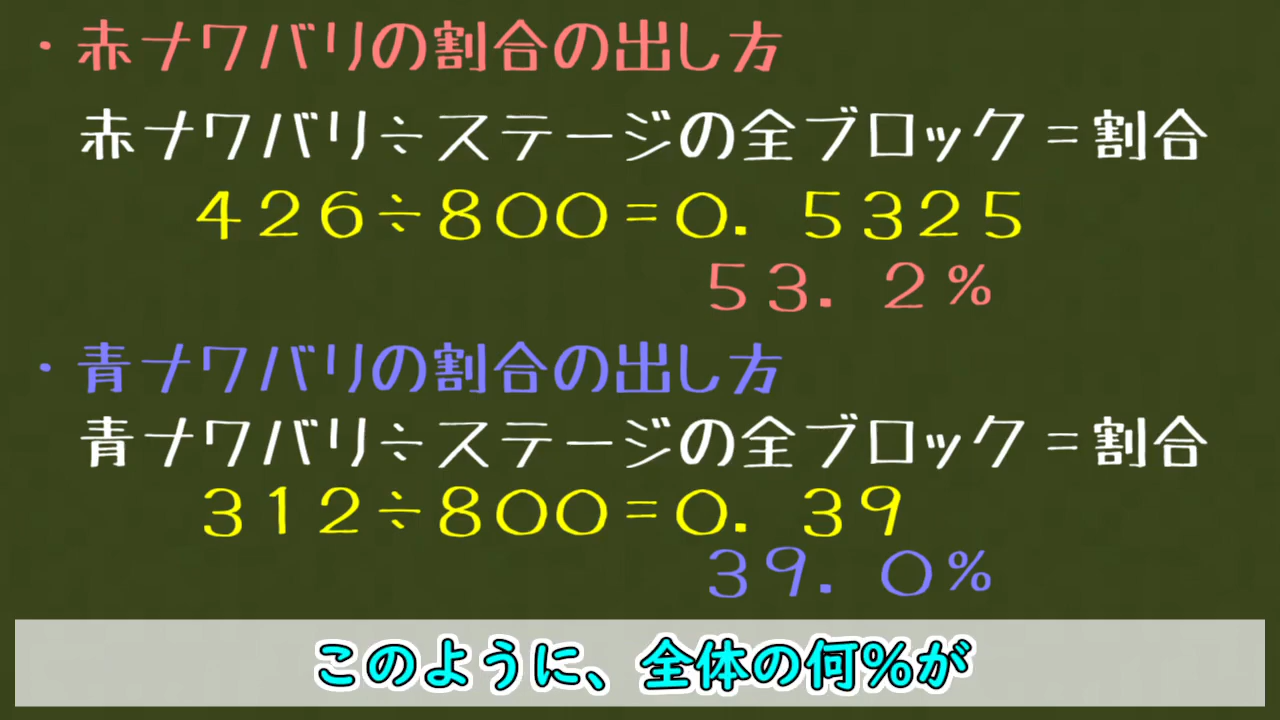 ・赤ナワバリの割合の出し方
赤ナワバリ÷ステージの全ブロック=割合
426÷800=0.5325
53.2%
・青ナワバリの割合の出し方
青ナワバリ÷ステージの全ブロック=割合
312÷800=0.39
39.0%
このように、全体の何%が